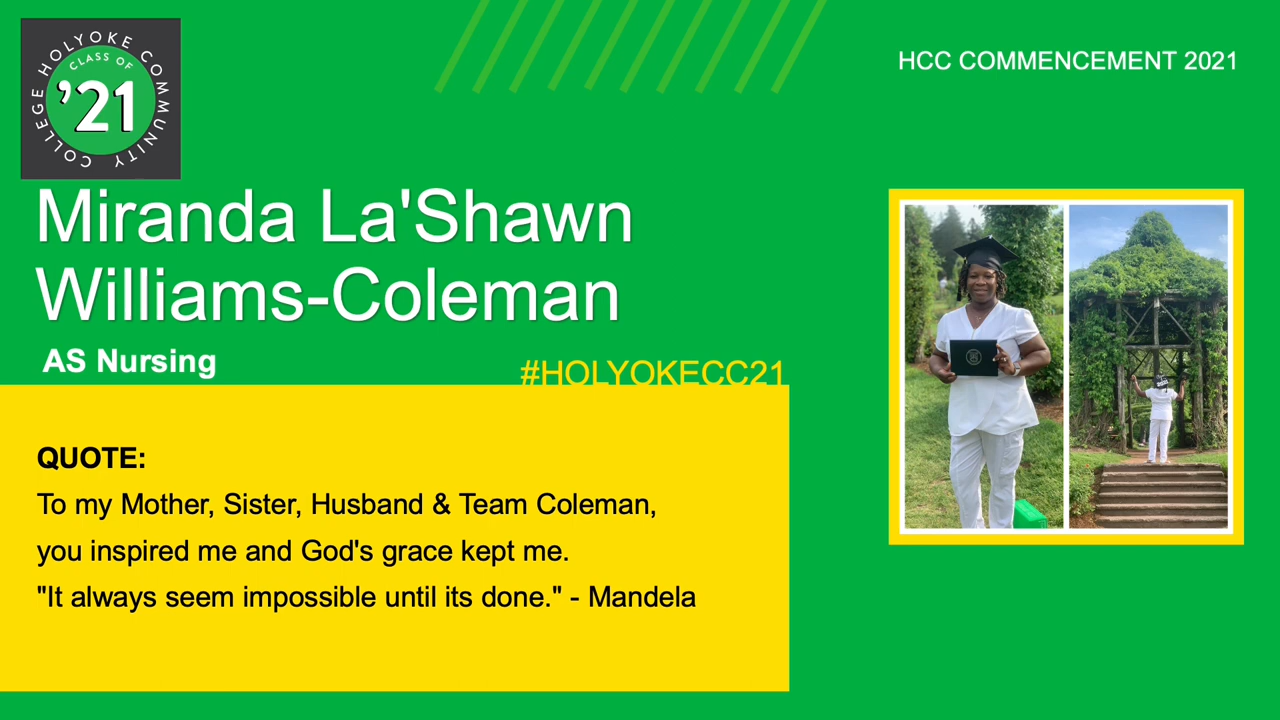 HOLYOKE COMMUNITY COLLEGE
CLASS OF
'21
HCC COMMENCEMENT 2021
Miranda La'Shawn
Williams-Coleman
AS Nursing
#HOLYOKECC21
QUOTE:
To my Mother, Sister, Husband & Team Coleman,
you inspired me and God's grace kept me.
"It always seem impossible until its done." - Mandela